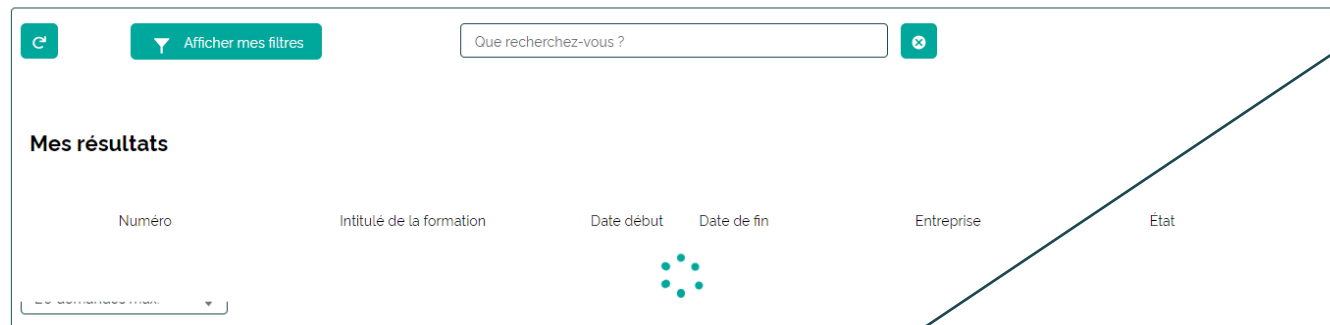 Afficher mes filtres
Que recherchez-vous ?
Mes résultats
Numéro
Intitulé de la formation
Date début
Date de fin
Entreprise
État